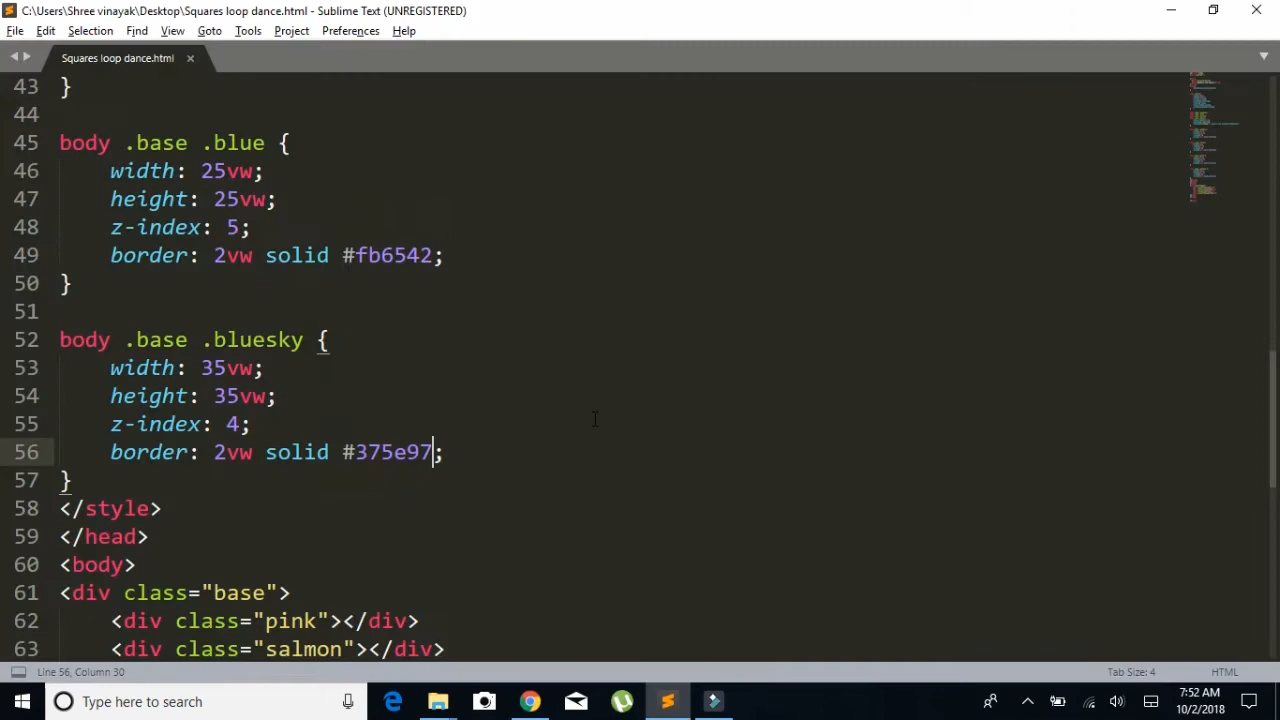 C:\Users\Shree vinayak\Desktop\Squares loop dance.html - Sublime Text (UNREGISTERED)
File Edit Selection Find View Goto Tools Project Preferences Help
Squares loop dance.html ×
43 }
44
45 body .base .blue {
46 width: 25vw;
47 height: 25vw;
48 z-index: 5;
49 border: 2vw solid #fb6542;
50 }
51
52 body .base .bluesky {
53 width: 35vw;
54 height: 35vw;
55 z-index: 4;
56 border: 2vw solid #375e97;
57 }
58 </style>
59 </head>
60 <body>
61 <div class="base">
62 <div class="pink"></div>
63 <div class="salmon"></div>
Line 56, Column 30 Tab Size: 4 HTML
Type here to search
7:52 AM
10/2/2018